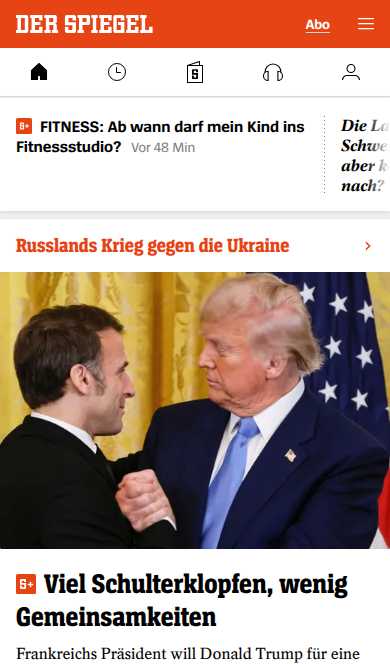 DER SPIEGEL
Abo
S+ FITNESS: Ab wann darf mein Kind ins
Fitnessstudio? Vor 48 Min
Die
Schwe
aber k
nach?
Russlands Krieg gegen die Ukraine
S+ Viel Schulterklopfen, wenig
Gemeinsamkeiten
Frankreichs Präsident will Donald Trump für eine